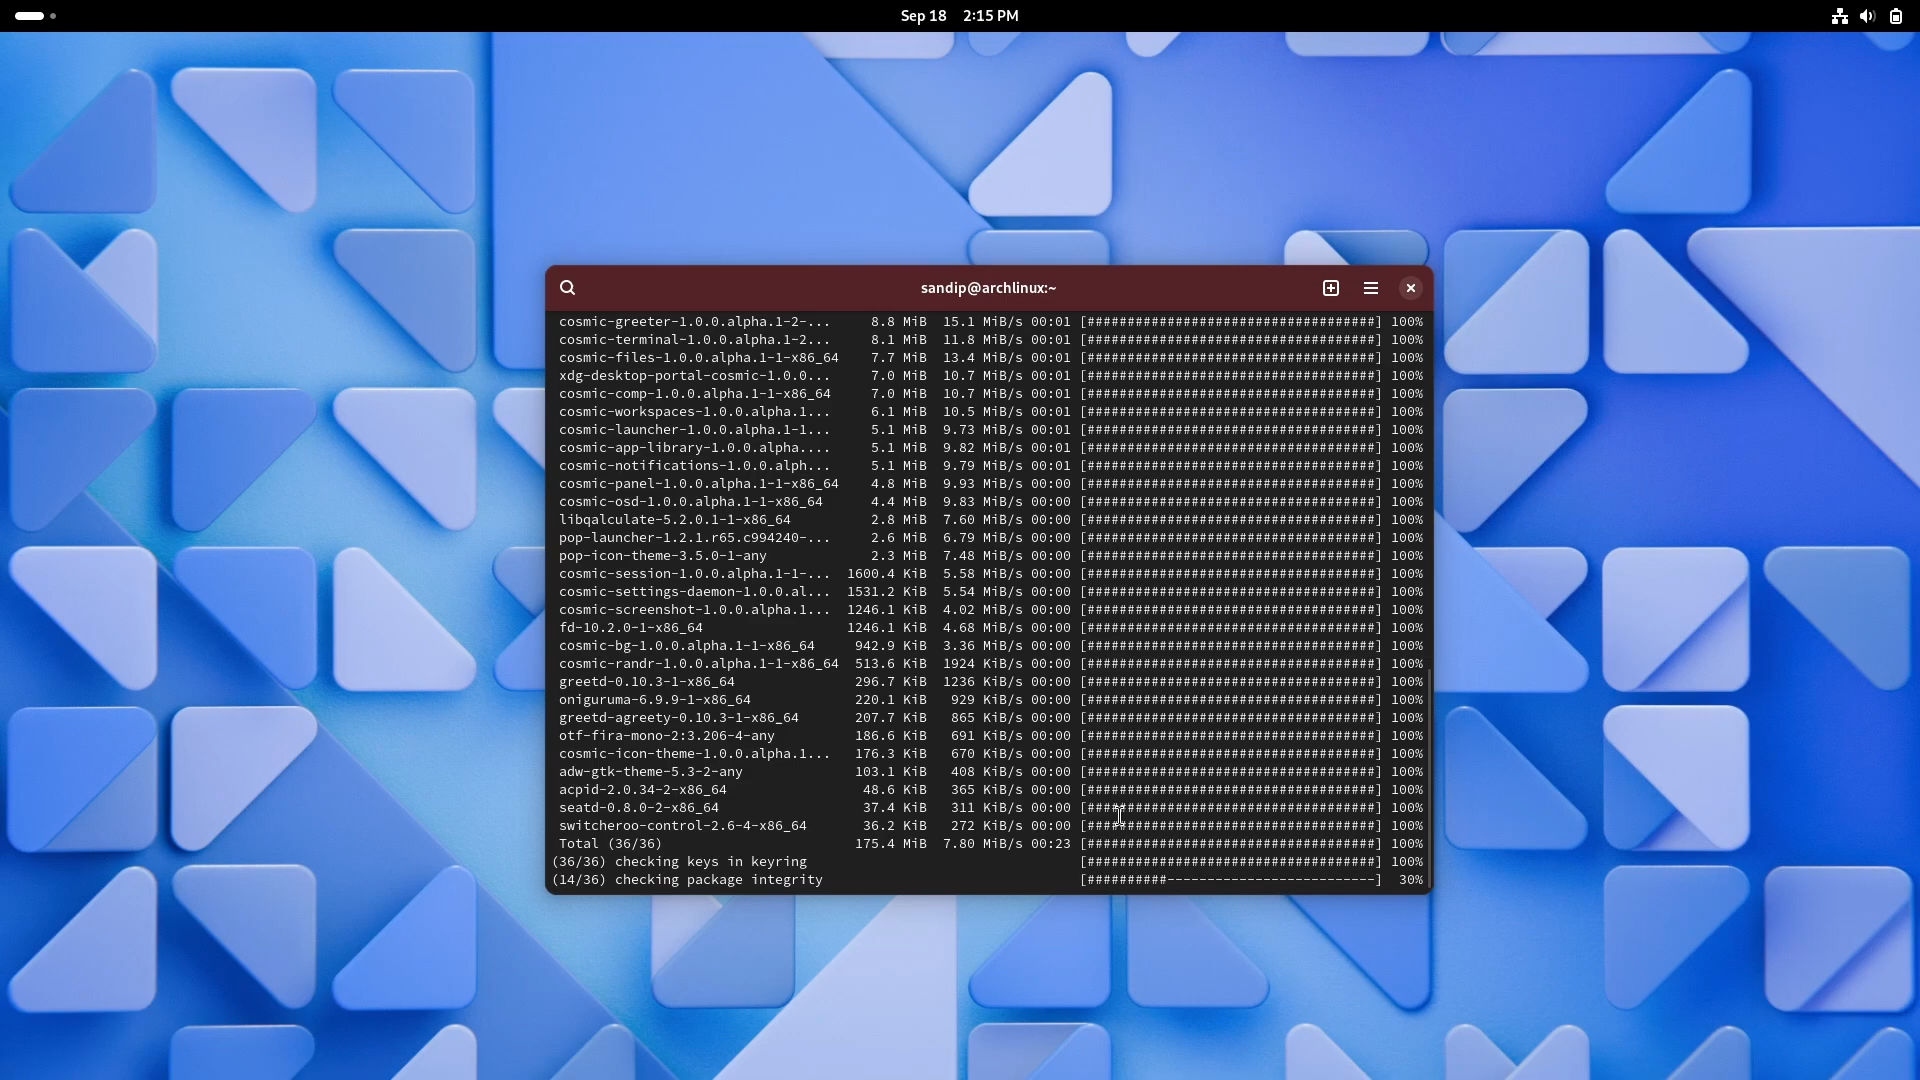 Sep 18 2:15 PM
sandip@archlinux:~
cosmic-greeter-1.0.0.alpha.1-2-... 8.8 MiB 15.1 MiB/s 00:01 [####################################] 100%
cosmic-terminal-1.0.0.alpha.1-2... 8.1 MiB 11.8 MiB/s 00:01 [####################################] 100%
cosmic-files-1.0.0.alpha.1-1-x86_64 7.7 MiB 13.4 MiB/s 00:01 [####################################] 100%
xdg-desktop-portal-cosmic-1.0.0... 7.0 MiB 10.7 MiB/s 00:01 [####################################] 100%
cosmic-comp-1.0.0.alpha.1-1-x86_64 7.0 MiB 10.7 MiB/s 00:01 [####################################] 100%
cosmic-workspaces-1.0.0.alpha.1... 6.1 MiB 10.5 MiB/s 00:01 [####################################] 100%
cosmic-launcher-1.0.0.alpha.1-1... 5.1 MiB 9.73 MiB/s 00:01 [####################################] 100%
cosmic-app-library-1.0.0.alpha.... 5.1 MiB 9.82 MiB/s 00:01 [####################################] 100%
cosmic-notifications-1.0.0.alph... 5.1 MiB 9.79 MiB/s 00:01 [####################################] 100%
cosmic-panel-1.0.0.alpha.1-1-x86_64 4.8 MiB 9.93 MiB/s 00:00 [####################################] 100%
cosmic-osd-1.0.0.alpha.1-1-x86_64 4.4 MiB 9.83 MiB/s 00:00 [####################################] 100%
libqalculate-5.2.0.1-1-x86_64 2.8 MiB 7.60 MiB/s 00:00 [####################################] 100%
pop-launcher-1.2.1.r65.c994240-... 2.6 MiB 6.79 MiB/s 00:00 [####################################] 100%
pop-icon-theme-3.5.0-1-any 2.3 MiB 7.48 MiB/s 00:00 [####################################] 100%
cosmic-session-1.0.0.alpha.1-1-... 1600.4 KiB 5.58 MiB/s 00:00 [####################################] 100%
cosmic-settings-daemon-1.0.0.al... 1531.2 KiB 5.54 MiB/s 00:00 [####################################] 100%
cosmic-screenshot-1.0.0.alpha.1... 1246.1 KiB 4.02 MiB/s 00:00 [####################################] 100%
fd-10.2.0-1-x86_64 1246.1 KiB 4.68 MiB/s 00:00 [####################################] 100%
cosmic-bg-1.0.0.alpha.1-1-x86_64 942.9 KiB 3.36 MiB/s 00:00 [####################################] 100%
cosmic-randr-1.0.0.alpha.1-1-x86_64 513.6 KiB 1924 KiB/s 00:00 [####################################] 100%
greetd-0.10.3-1-x86_64 296.7 KiB 1236 KiB/s 00:00 [####################################] 100%
oniguruma-6.9.9-1-x86_64 220.1 KiB 929 KiB/s 00:00 [####################################] 100%
greetd-agreety-0.10.3-1-x86_64 207.7 KiB 865 KiB/s 00:00 [####################################] 100%
otf-fira-mono-2:3.206-4-any 186.6 KiB 691 KiB/s 00:00 [####################################] 100%
cosmic-icon-theme-1.0.0.alpha.1... 176.3 KiB 670 KiB/s 00:00 [####################################] 100%
adw-gtk-theme-5.3-2-any 103.1 KiB 408 KiB/s 00:00 [####################################] 100%
acpid-2.0.34-2-x86_64 48.6 KiB 365 KiB/s 00:00 [####################################] 100%
seatd-0.8.0-2-x86_64 37.4 KiB 311 KiB/s 00:00 [####################################] 100%
switcheroo-control-2.6-4-x86_64 36.2 KiB 272 KiB/s 00:00 [####################################] 100%
Total (36/36) 175.4 MiB 7.80 MiB/s 00:23 [####################################] 100%
(36/36) checking keys in keyring [####################################] 100%
(14/36) checking package integrity [##########--------------------------] 30%